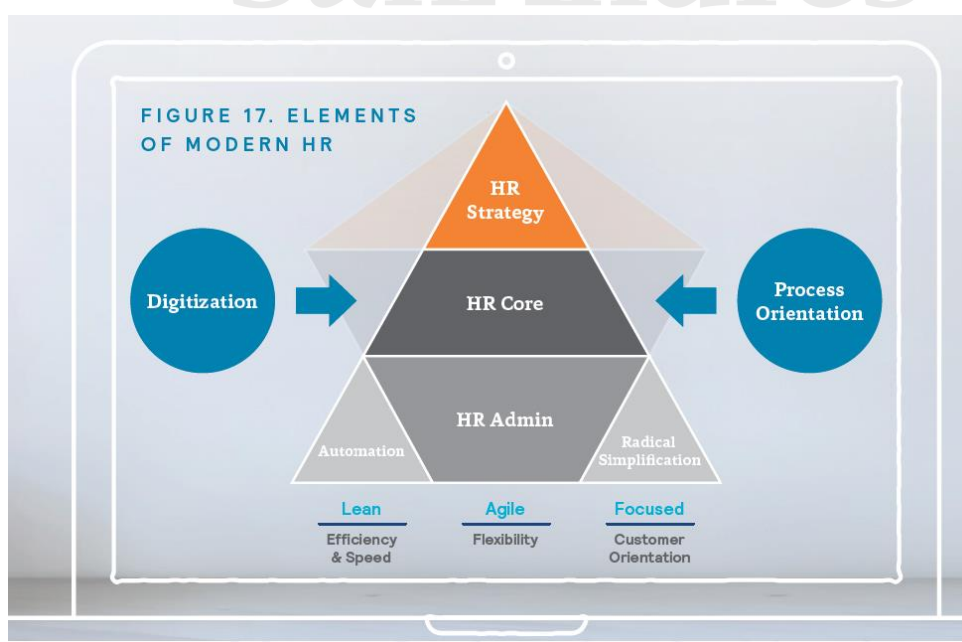 FIGURE 17. ELEMENTS
OF MODERN HR
HR
Strategy
Digitization
HR Core
Process
Orientation
HR Admin
Automation
Radical
Simplification
Lean
Agile
Focused
Efficiency
& Speed
Flexibility
Customer
Orientation